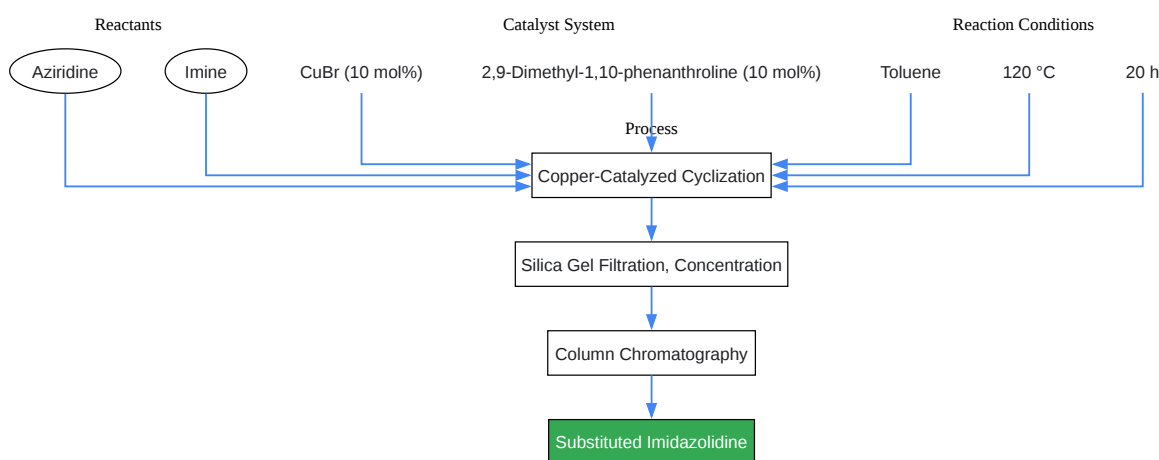 Reactants
Catalyst System
Reaction Conditions
Aziridine
Imine
CuBr (10 mol%)
2,9-Dimethyl-1,10-phenanthroline (10 mol%)
Toluene
120 °C
20 h
Process
Copper-Catalyzed Cyclization
Silica Gel Filtration, Concentration
Column Chromatography
Substituted Imidazolidine